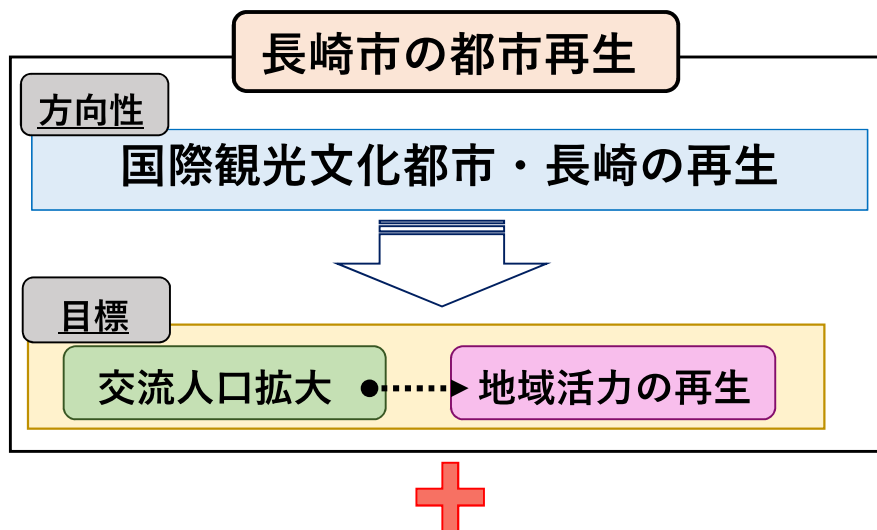 長崎市の都市再生
方向性
国際観光文化都市・長崎の再生
目標
交流人口拡大
地域活力の再生